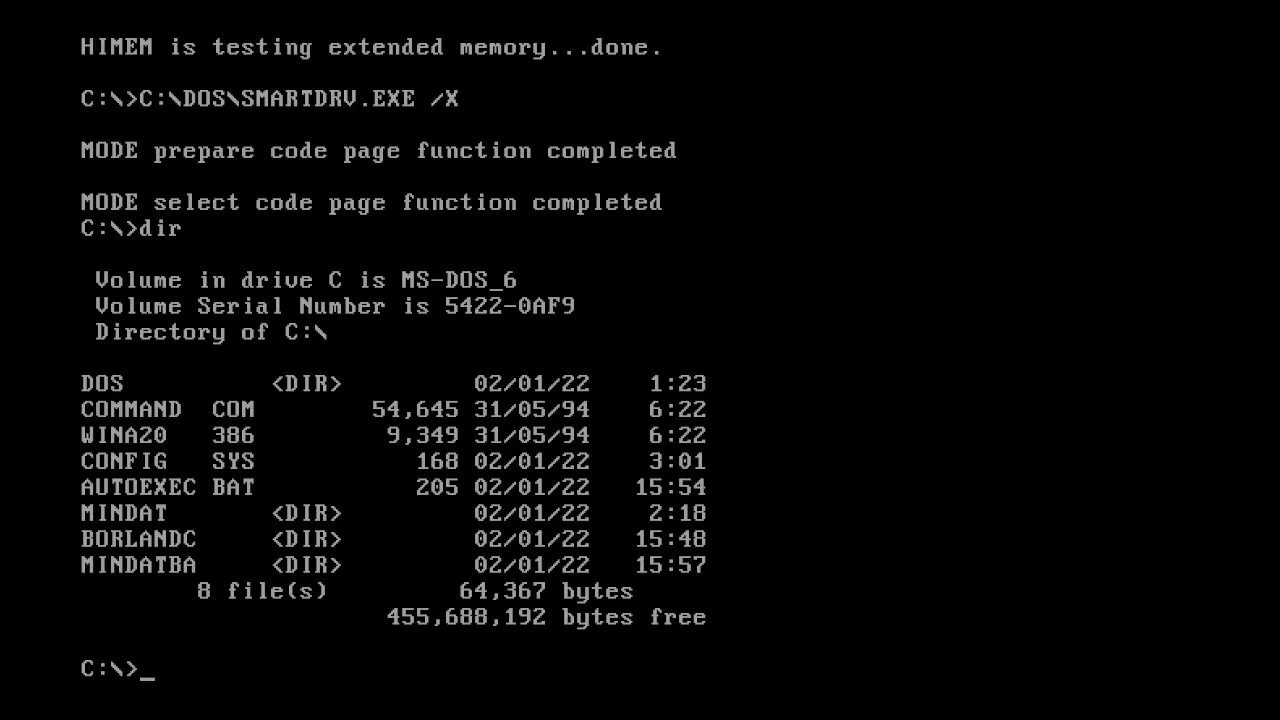 HIMEM is testing extended memory...done.
C:\>C:\DOS\SMARTDRV.EXE /X
MODE prepare code page function completed
MODE select code page function completed
C:\>dir
Volume in drive C is MS-DOS_6
Volume Serial Number is 5422-0AF9
Directory of C:\
DOS          <DIR>         02/01/22    1:23
COMMAND  COM        54,645 31/05/94    6:22
WINA20   386         9,349 31/05/94    6:22
CONFIG   SYS           168 02/01/22    3:01
AUTOEXEC BAT           205 02/01/22   15:54
MINDAT       <DIR>         02/01/22    2:18
BORLANDC     <DIR>         02/01/22   15:48
MINDATBA     <DIR>         02/01/22   15:57
8 file(s)         64,367 bytes
455,688,192 bytes free
C:\>_